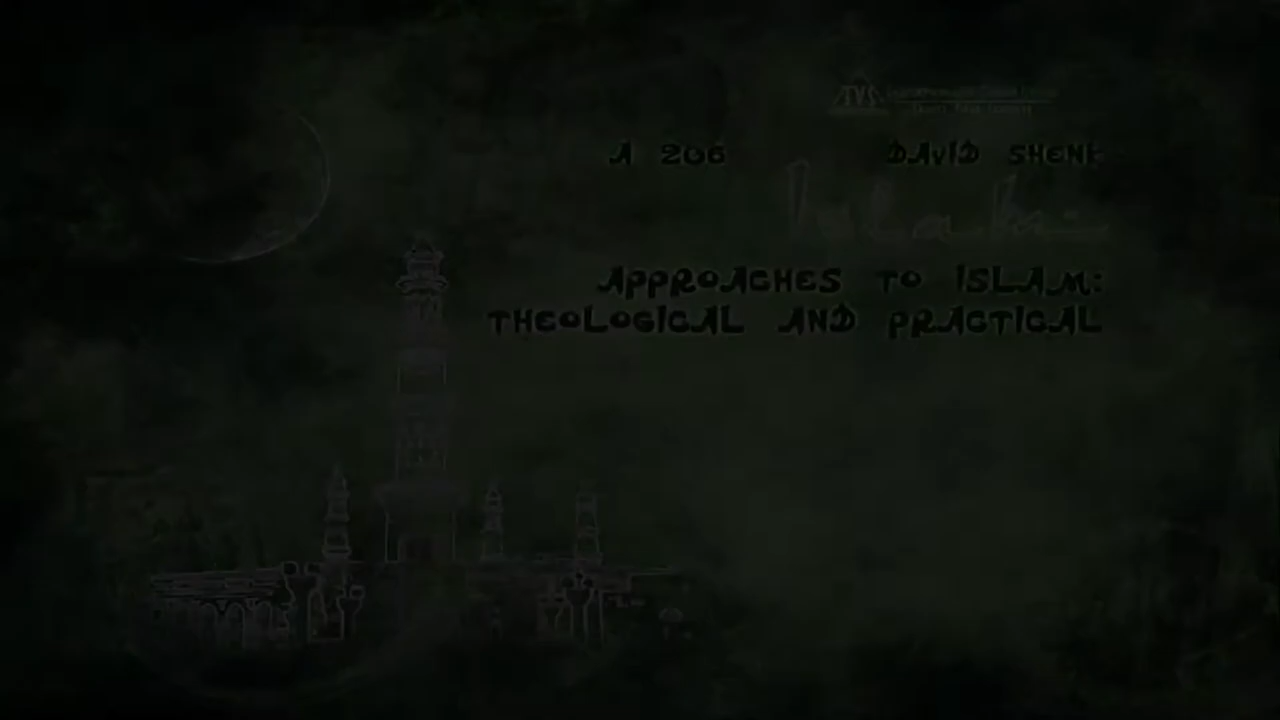 A 206 DAVID SHENK
APPROACHES TO ISLAM:
THEOLOGICAL AND PRACTICAL